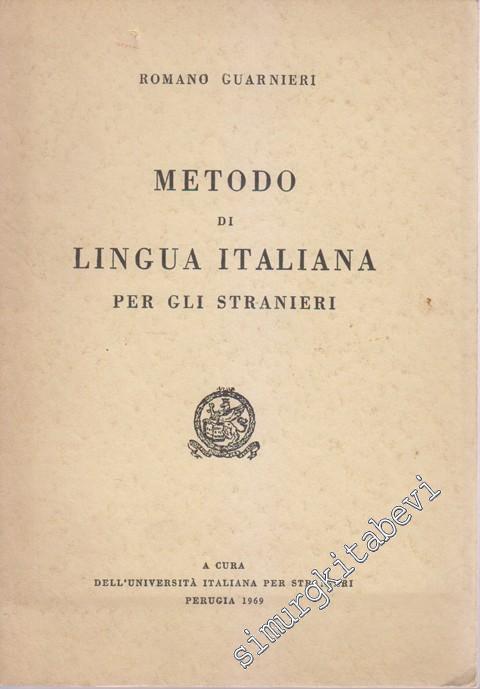 ROMANO GUARNIERI
METODO
DI
LINGUA ITALIANA
PER GLI STRANIERI
A CURA
DELL'UNIVERSITÀ ITALIANA PER STRANIERI
PERUGIA 1969
simurgkitabevi